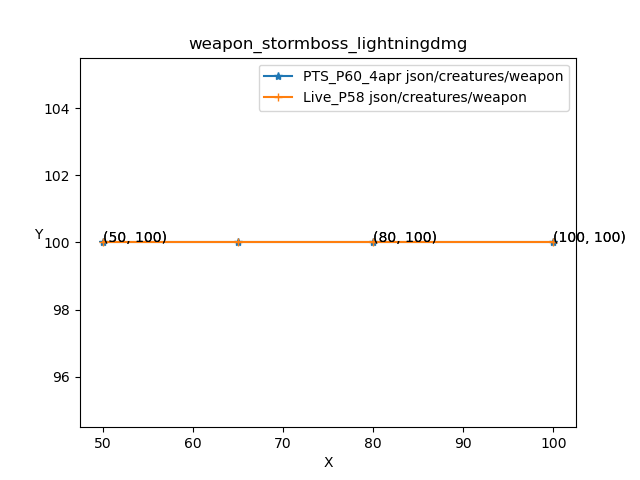 weapon_stormboss_lightningdmg
PTS_P60_4apr json/creatures/weapon
Live_P58 json/creatures/weapon
104
102
Y
100
98
96
(50, 100)
(80, 100)
(100, 100)
50
60
70
80
90
100
X